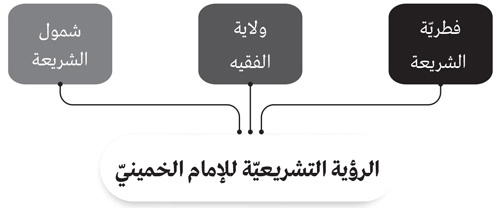 فطريّة
الشريعة
ولاية
الفقيه
شمول
الشريعة
الرؤية التشريعيّة للإمام الخمينيّ